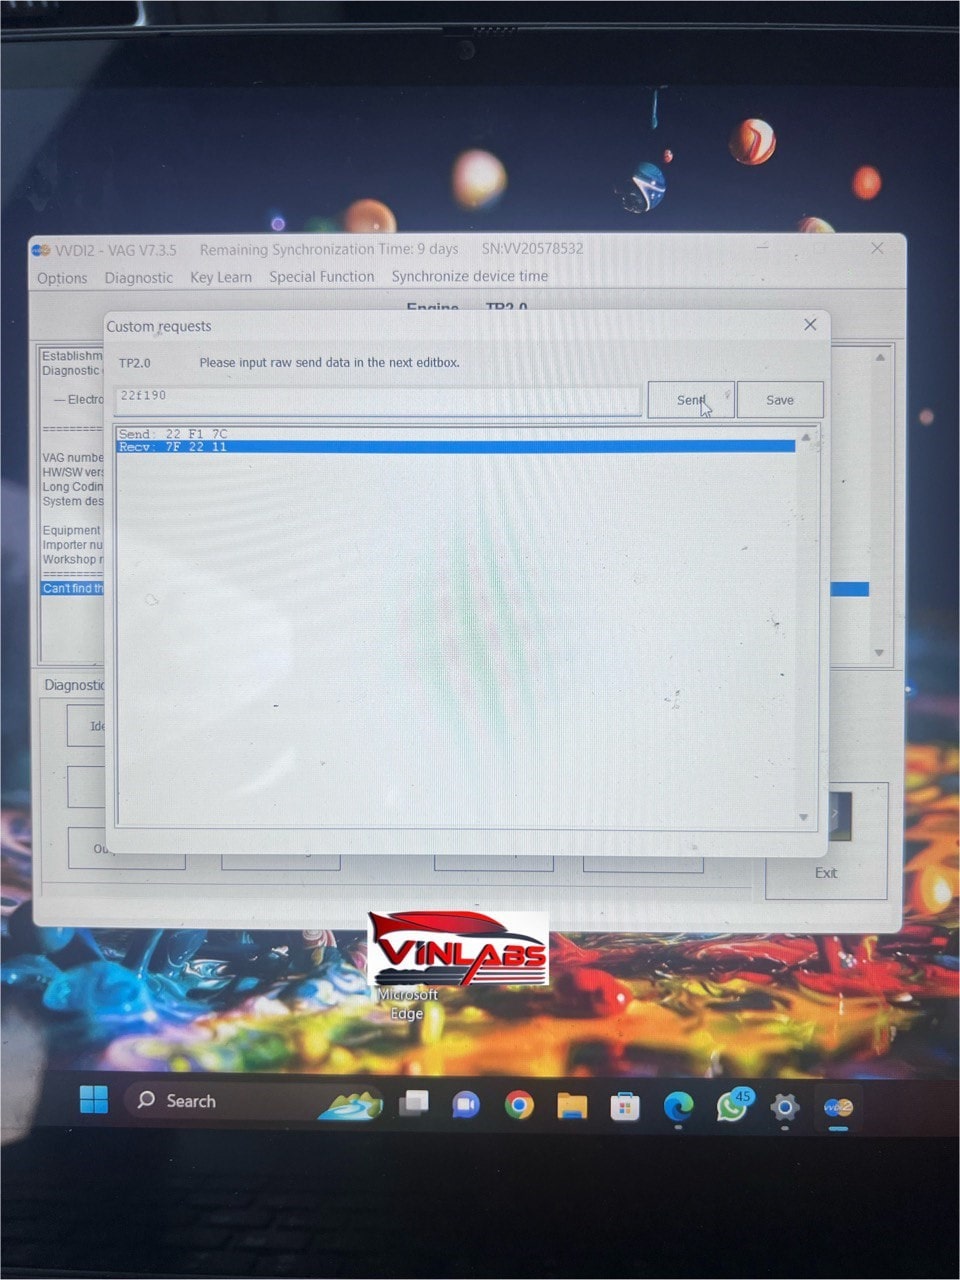 VVDI2 - VAG V7.3.5 Remaining Synchronization Time: 9 days SN:VV20578532
Options Diagnostic Key Learn Special Function Synchronize device time
Engine TP2.0
Custom requests
TP2.0 Please input raw send data in the next editbox.
22f190
Send Save
Send: 22 F1 7C
Recv: 7F 22 11
Establishm
Diagnostic
— Electro
=========
VAG numbe
HW/SW vers
Long Codin
System des
Equipment
Importer nu
Workshop n
=========
Can't find th
Diagnostic
Ide
Ou
Exit
VINLABS
Microsoft
Edge
Search
45
VVDI2